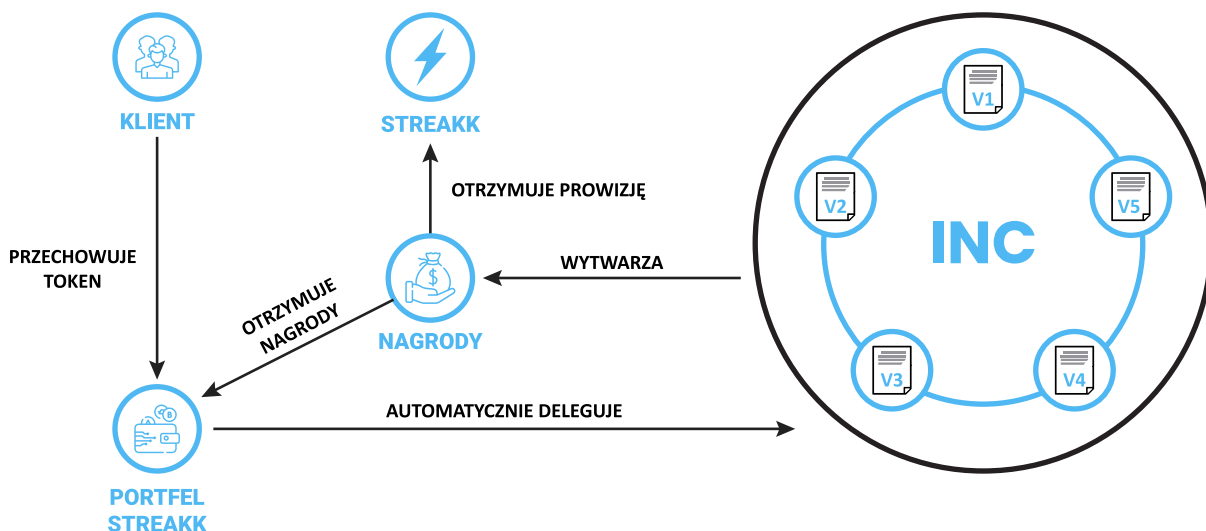 KLIENT
STREAKK
PRZECHOWUJE
TOKEN
OTRZYMUJE PROWIZJĘ
OTRZYMUJE
NAGRODY
NAGRODY
WYTWARZA
AUTOMATYCZNIE DELEGUJE
PORTFEL
STREAKK
V1
V2
V5
INC
V3
V4